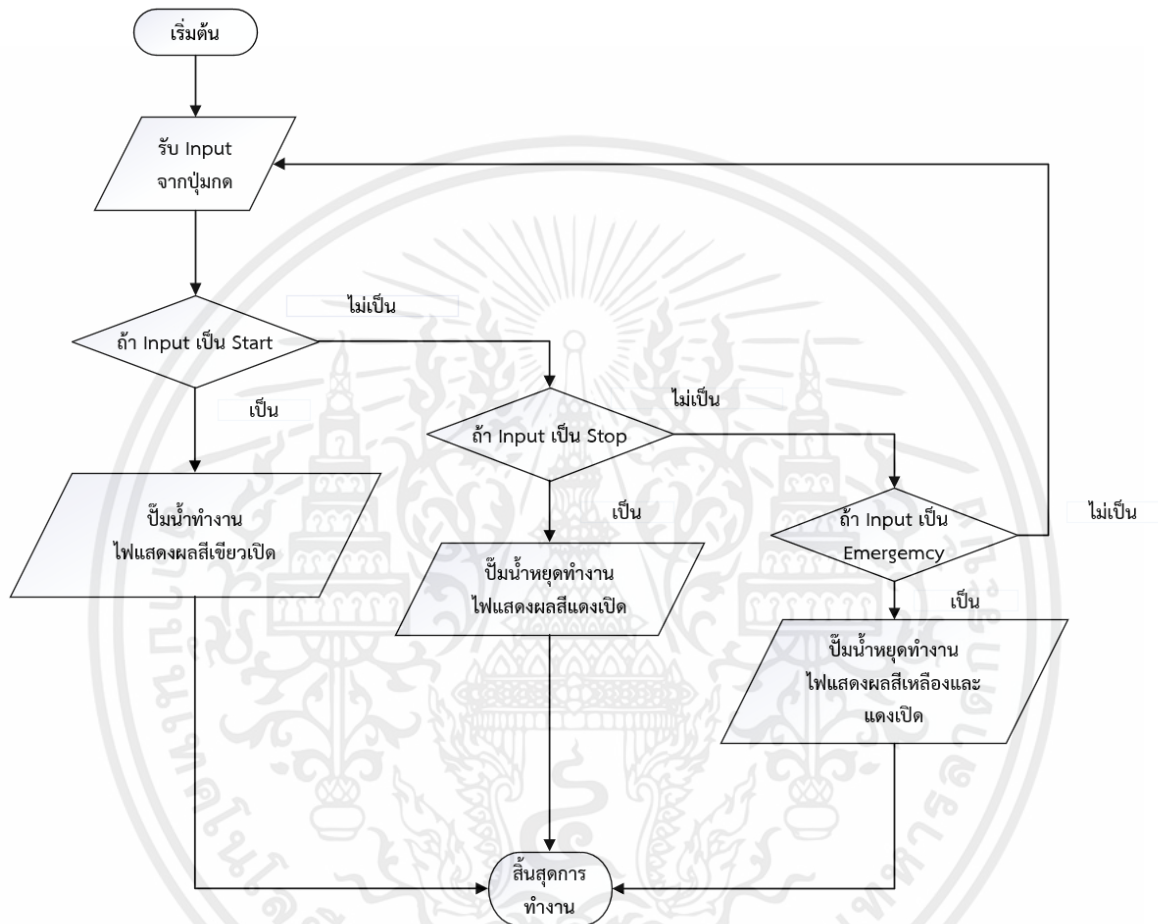 เริ่มต้น
รับ Input
จากปุ่มกด
ถ้า Input เป็น Start
ไม่เป็น
เป็น
ถ้า Input เป็น Stop
ไม่เป็น
ปั๊มน้ำทำงาน
ไฟแสดงผลสีเขียวเปิด
เป็น
ถ้า Input เป็น
Emergemcy
ไม่เป็น
ปั๊มน้ำหยุดทำงาน
ไฟแสดงผลสีแดงเปิด
เป็น
ปั๊มน้ำหยุดทำงาน
ไฟแสดงผลสีเหลืองและ
แดงเปิด
สิ้นสุดการ
ทำงาน